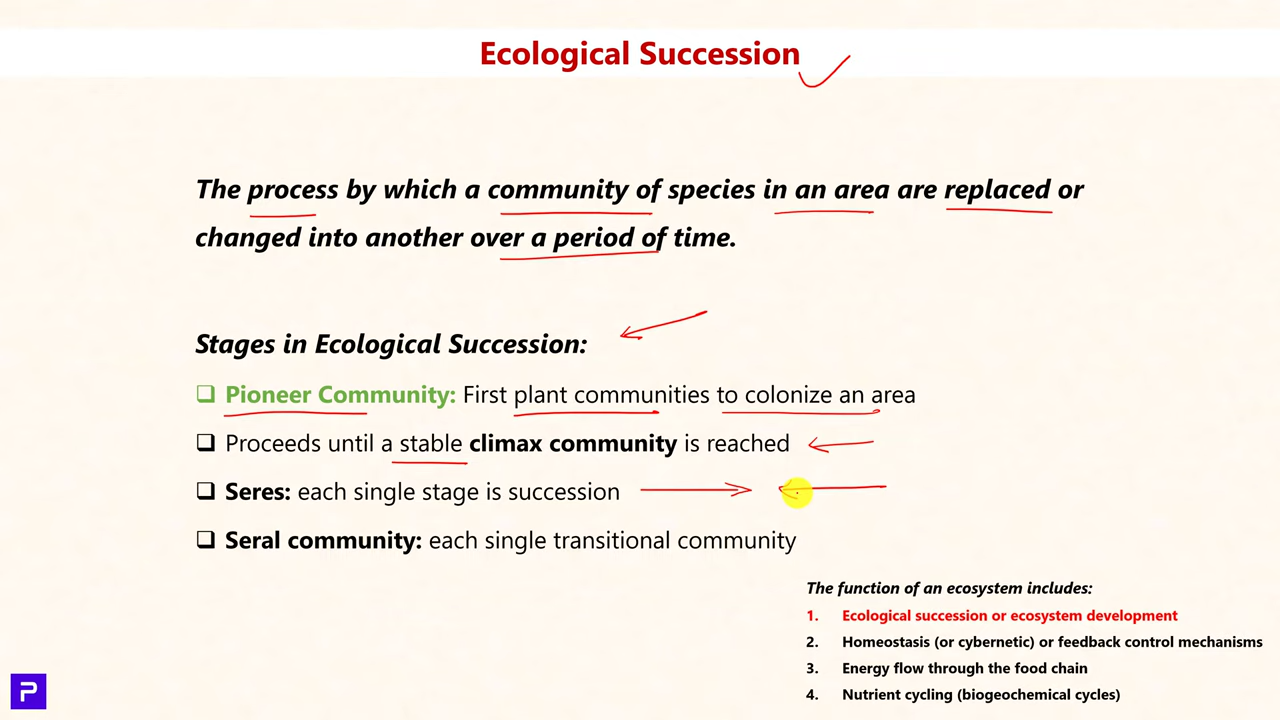 Ecological Succession
The process by which a community of species in an area are replaced or
changed into another over a period of time.
Stages in Ecological Succession:
Pioneer Community: First plant communities to colonize an area
Proceeds until a stable climax community is reached
Seres: each single stage is succession
Seral community: each single transitional community
The function of an ecosystem includes:
1. Ecological succession or ecosystem development
2. Homeostasis (or cybernetic) or feedback control mechanisms
3. Energy flow through the food chain
4. Nutrient cycling (biogeochemical cycles)
P